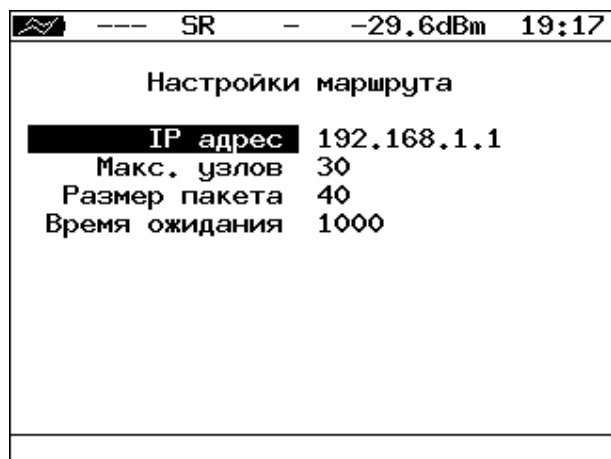 --- SR - -29.6dBm 19:17
Настройки маршрута
IP адрес 192.168.1.1
Макс. узлов 30
Размер пакета 40
Время ожидания 1000